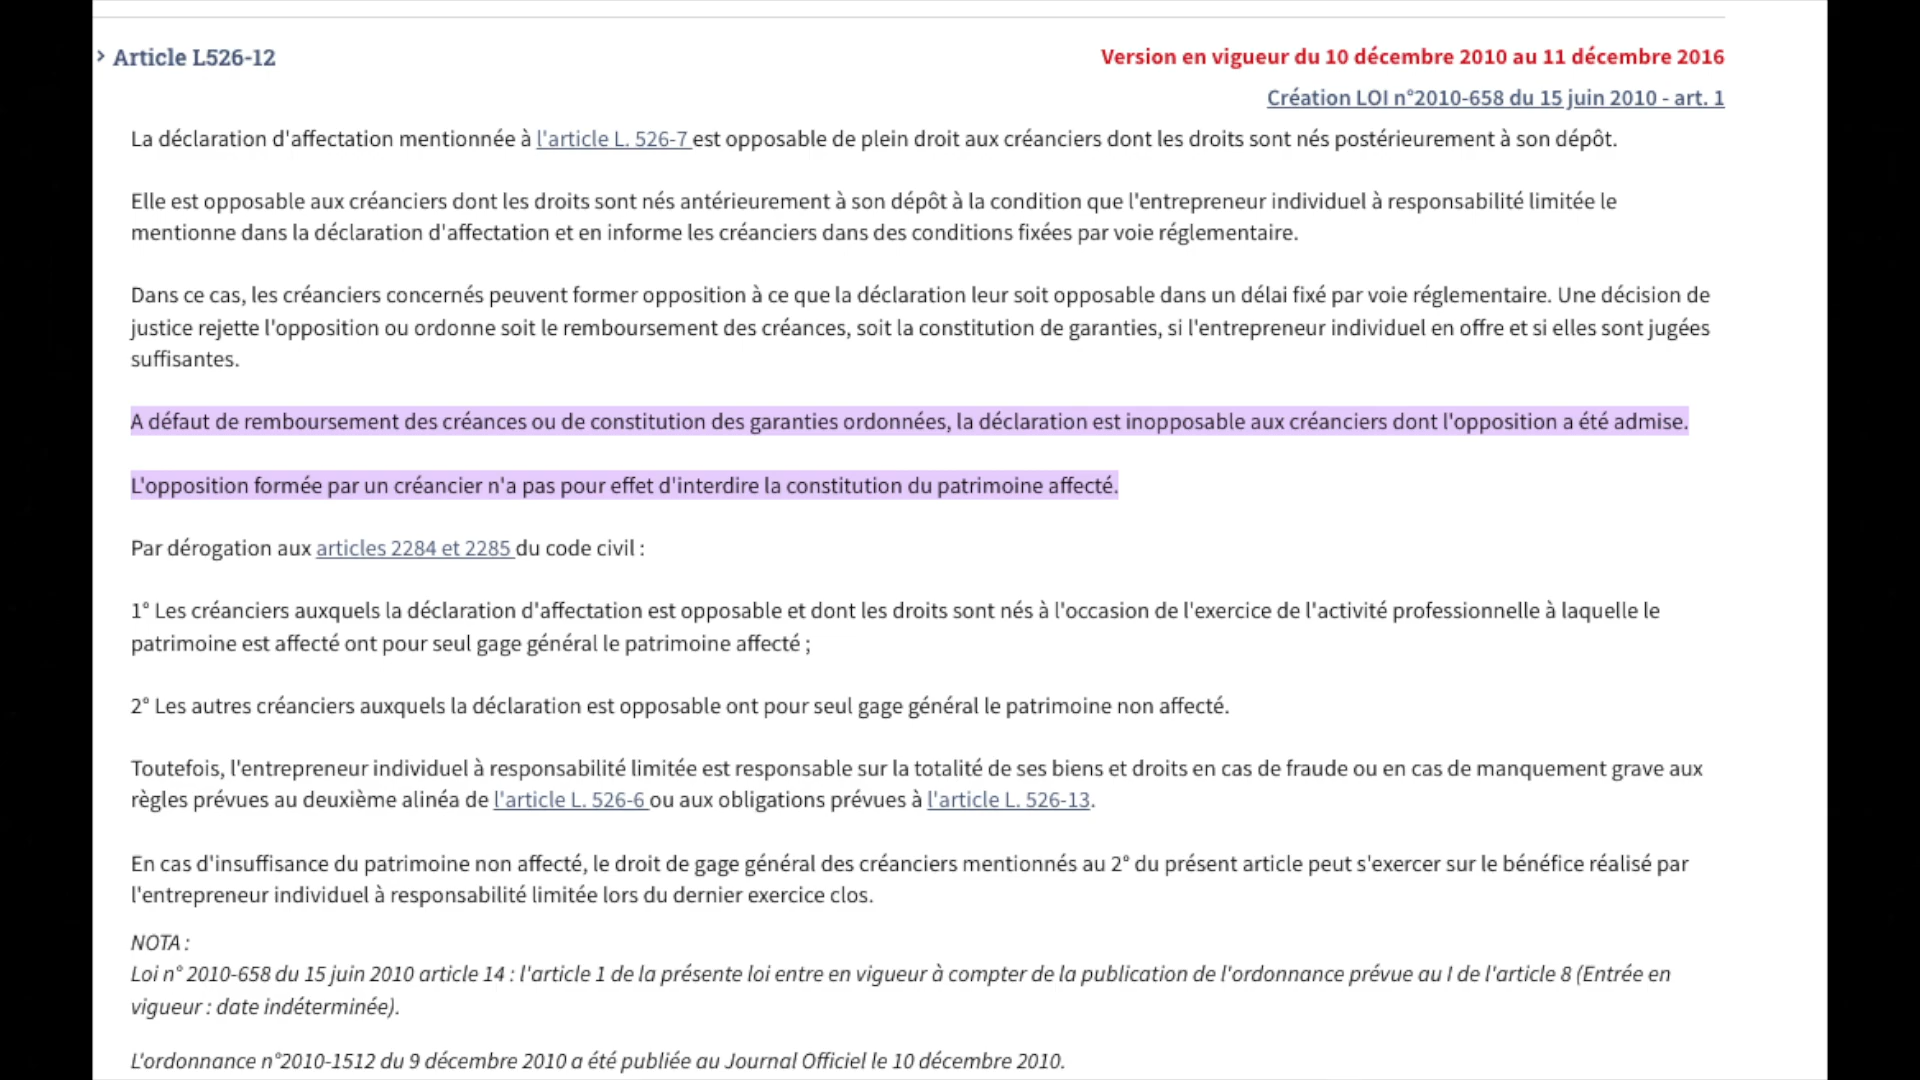 Article L526-12
Version en vigueur du 10 décembre 2010 au 11 décembre 2016
Création LOI n°2010-658 du 15 juin 2010 - art. 1
La déclaration d'affectation mentionnée à l'article L. 526-7 est opposable de plein droit aux créanciers dont les droits sont nés postérieurement à son dépôt.
Elle est opposable aux créanciers dont les droits sont nés antérieurement à son dépôt à la condition que l'entrepreneur individuel à responsabilité limitée le
mentionne dans la déclaration d'affectation et en informe les créanciers dans des conditions fixées par voie réglementaire.
Dans ce cas, les créanciers concernés peuvent former opposition à ce que la déclaration leur soit opposable dans un délai fixé par voie réglementaire. Une décision de
justice rejette l'opposition ou ordonne soit le remboursement des créances, soit la constitution de garanties, si l'entrepreneur individuel en offre et si elles sont jugées
suffisantes.
A défaut de remboursement des créances ou de constitution des garanties ordonnées, la déclaration est inopposable aux créanciers dont l'opposition a été admise.
L'opposition formée par un créancier n'a pas pour effet d'interdire la constitution du patrimoine affecté.
Par dérogation aux articles 2284 et 2285 du code civil :
1° Les créanciers auxquels la déclaration d'affectation est opposable et dont les droits sont nés à l'occasion de l'exercice de l'activité professionnelle à laquelle le
patrimoine est affecté ont pour seul gage général le patrimoine affecté ;
2° Les autres créanciers auxquels la déclaration est opposable ont pour seul gage général le patrimoine non affecté.
Toutefois, l'entrepreneur individuel à responsabilité limitée est responsable sur la totalité de ses biens et droits en cas de fraude ou en cas de manquement grave aux
règles prévues au deuxième alinéa de l'article L. 526-6 ou aux obligations prévues à l'article L. 526-13.
En cas d'insuffisance du patrimoine non affecté, le droit de gage général des créanciers mentionnés au 2° du présent article peut s'exercer sur le bénéfice réalisé par
l'entrepreneur individuel à responsabilité limitée lors du dernier exercice clos.
NOTA :
Loi n° 2010-658 du 15 juin 2010 article 14 : l'article 1 de la présente loi entre en vigueur à compter de la publication de l'ordonnance prévue au I de l'article 8 (Entrée en
vigueur : date indéterminée).
L'ordonnance n°2010-1512 du 9 décembre 2010 a été publiée au Journal Officiel le 10 décembre 2010.